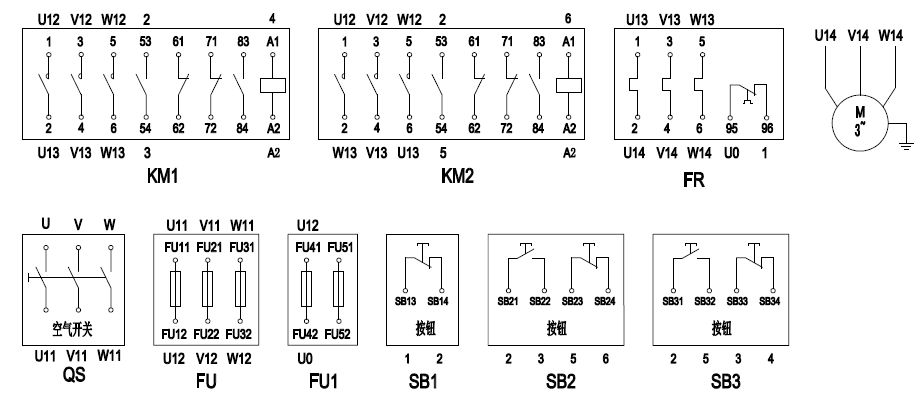 U12 V12 W12 2 4
1 3 5 53 61 71 83 A1
2 4 6 54 62 72 84 A2
U13 V13 W13 3 A2
KM1
U12 V12 W12 2 6
1 3 5 53 61 71 83 A1
2 4 6 54 62 72 84 A2
W13 V13 U13 5 A2
KM2
U13 V13 W13
1 3 5
2 4 6 95 96
U14 V14 W14 U0 1
FR
U14 V14 W14
M
3~
U V W
空气开关
U11 V11 W11
QS
U11 V11 W11
FU11 FU21 FU31
FU12 FU22 FU32
U12 V12 W12
FU
U12
FU41 FU51
FU42 FU52
U0
FU1
SB13 SB14
按钮
1 2
SB1
SB21 SB22 SB23 SB24
按钮
2 3 5 6
SB2
SB31 SB32 SB33 SB34
按钮
2 5 3 4
SB3